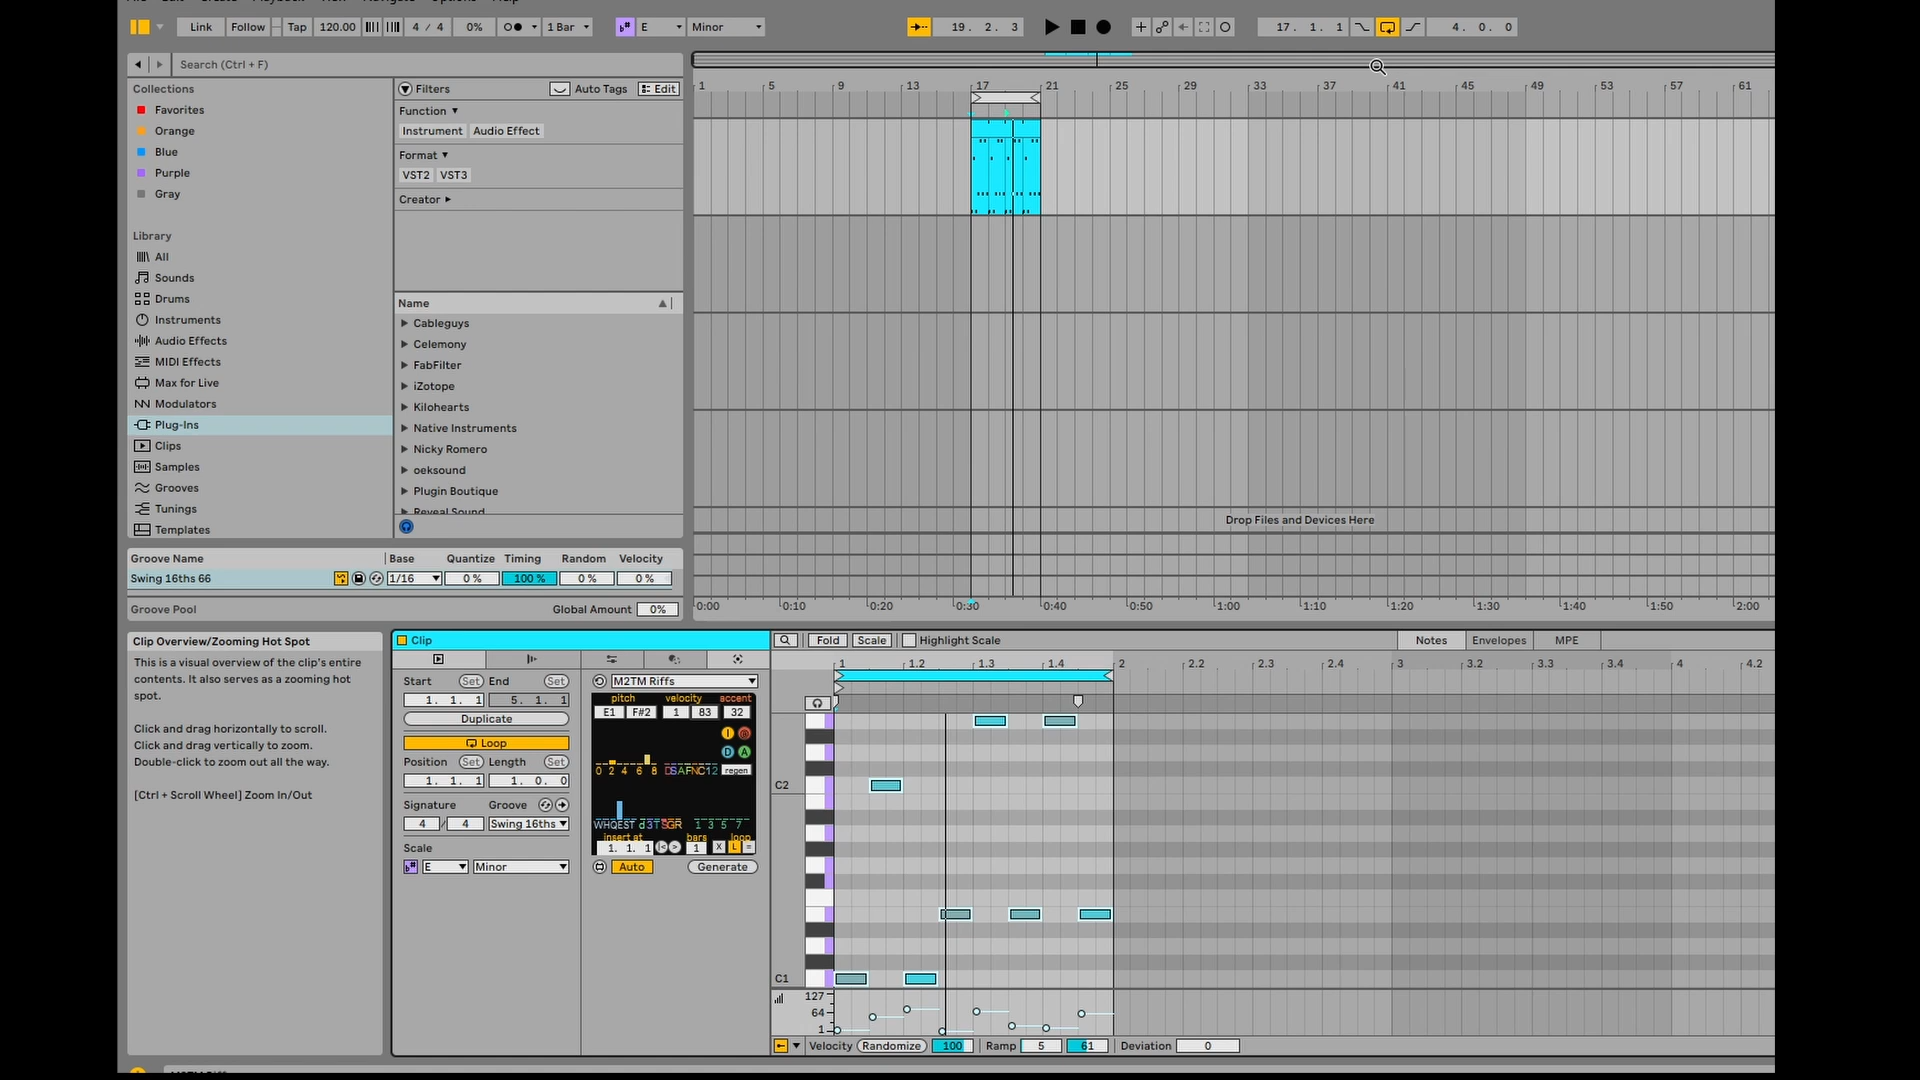 Link Follow Tap 120.00 4 / 4 0% 1 Bar E Minor 19. 2. 3 17. 1. 1 4. 0. 0
Search (Ctrl + F)
Collections
Favorites
Orange
Blue
Purple
Gray
Library
All
Sounds
Drums
Instruments
Audio Effects
MIDI Effects
Max for Live
Modulators
Plug-Ins
Clips
Samples
Grooves
Tunings
Templates
Filters Auto Tags Edit
Function
Instrument Audio Effect
Format
VST2 VST3
Creator
Name
Cableguys
Celemony
FabFilter
iZotope
Kilohearts
Native Instruments
Nicky Romero
oeksound
Plugin Boutique
Reveal Sound
1 5 9 13 17 21 25 29 33 37 41 45 49 53 57 61
Drop Files and Devices Here
0:00 0:10 0:20 0:30 0:40 0:50 1:00 1:10 1:20 1:30 1:40 1:50 2:00
Groove Name Base Quantize Timing Random Velocity
Swing 16ths 66 1/16 0 % 100 % 0 % 0 %
Groove Pool Global Amount 0%
Clip Overview/Zooming Hot Spot
This is a visual overview of the clip's entire
contents. It also serves as a zooming hot
spot.
Click and drag horizontally to scroll.
Click and drag vertically to zoom.
Double-click to zoom out all the way.
[Ctrl + Scroll Wheel] Zoom In/Out
Clip
Start Set End Set
1. 1. 1 5. 1. 1
Duplicate
Loop
Position Set Length Set
1. 1. 1 1. 0. 0
Signature Groove
4 / 4 Swing 16ths
Scale
E Minor
M2TM Riffs
pitch velocity accent
E1 F#2 1 83 32
I D A
0 2 4 6 8 DSAFNC12 regen
WHQEST d3TSGR 1 3 5 7
insert at bars loop
1. 1. 1 1 X L =
Auto Generate
Fold Scale Highlight Scale Notes Envelopes MPE
1 1.2 1.3 1.4 2 2.2 2.3 2.4 3 3.2 3.3 3.4 4 4.2
C2
C1
127
64
1
Velocity Randomize 100 Ramp 5 61 Deviation 0